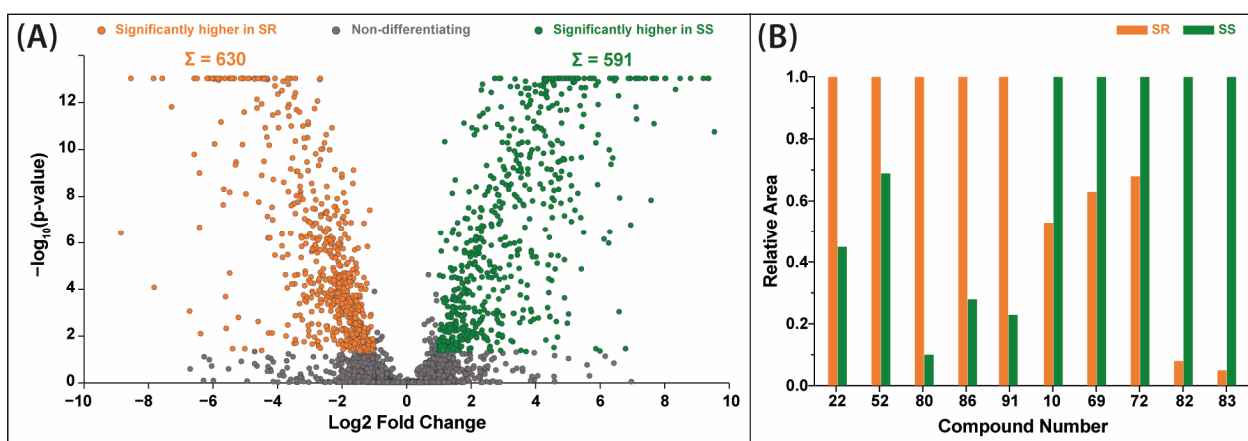 (A)
Significantly higher in SR
Non-differentiating
Significantly higher in SS
Σ = 630
Σ = 591
−log10(p-value)
12
10
8
6
4
2
0
−10 −8 −6 −4 −2 0 2 4 6 8 10
Log2 Fold Change
(B)
SR SS
Relative Area
1.0
0.8
0.6
0.4
0.2
0.0
22 52 80 86 91 10 69 72 82 83
Compound Number